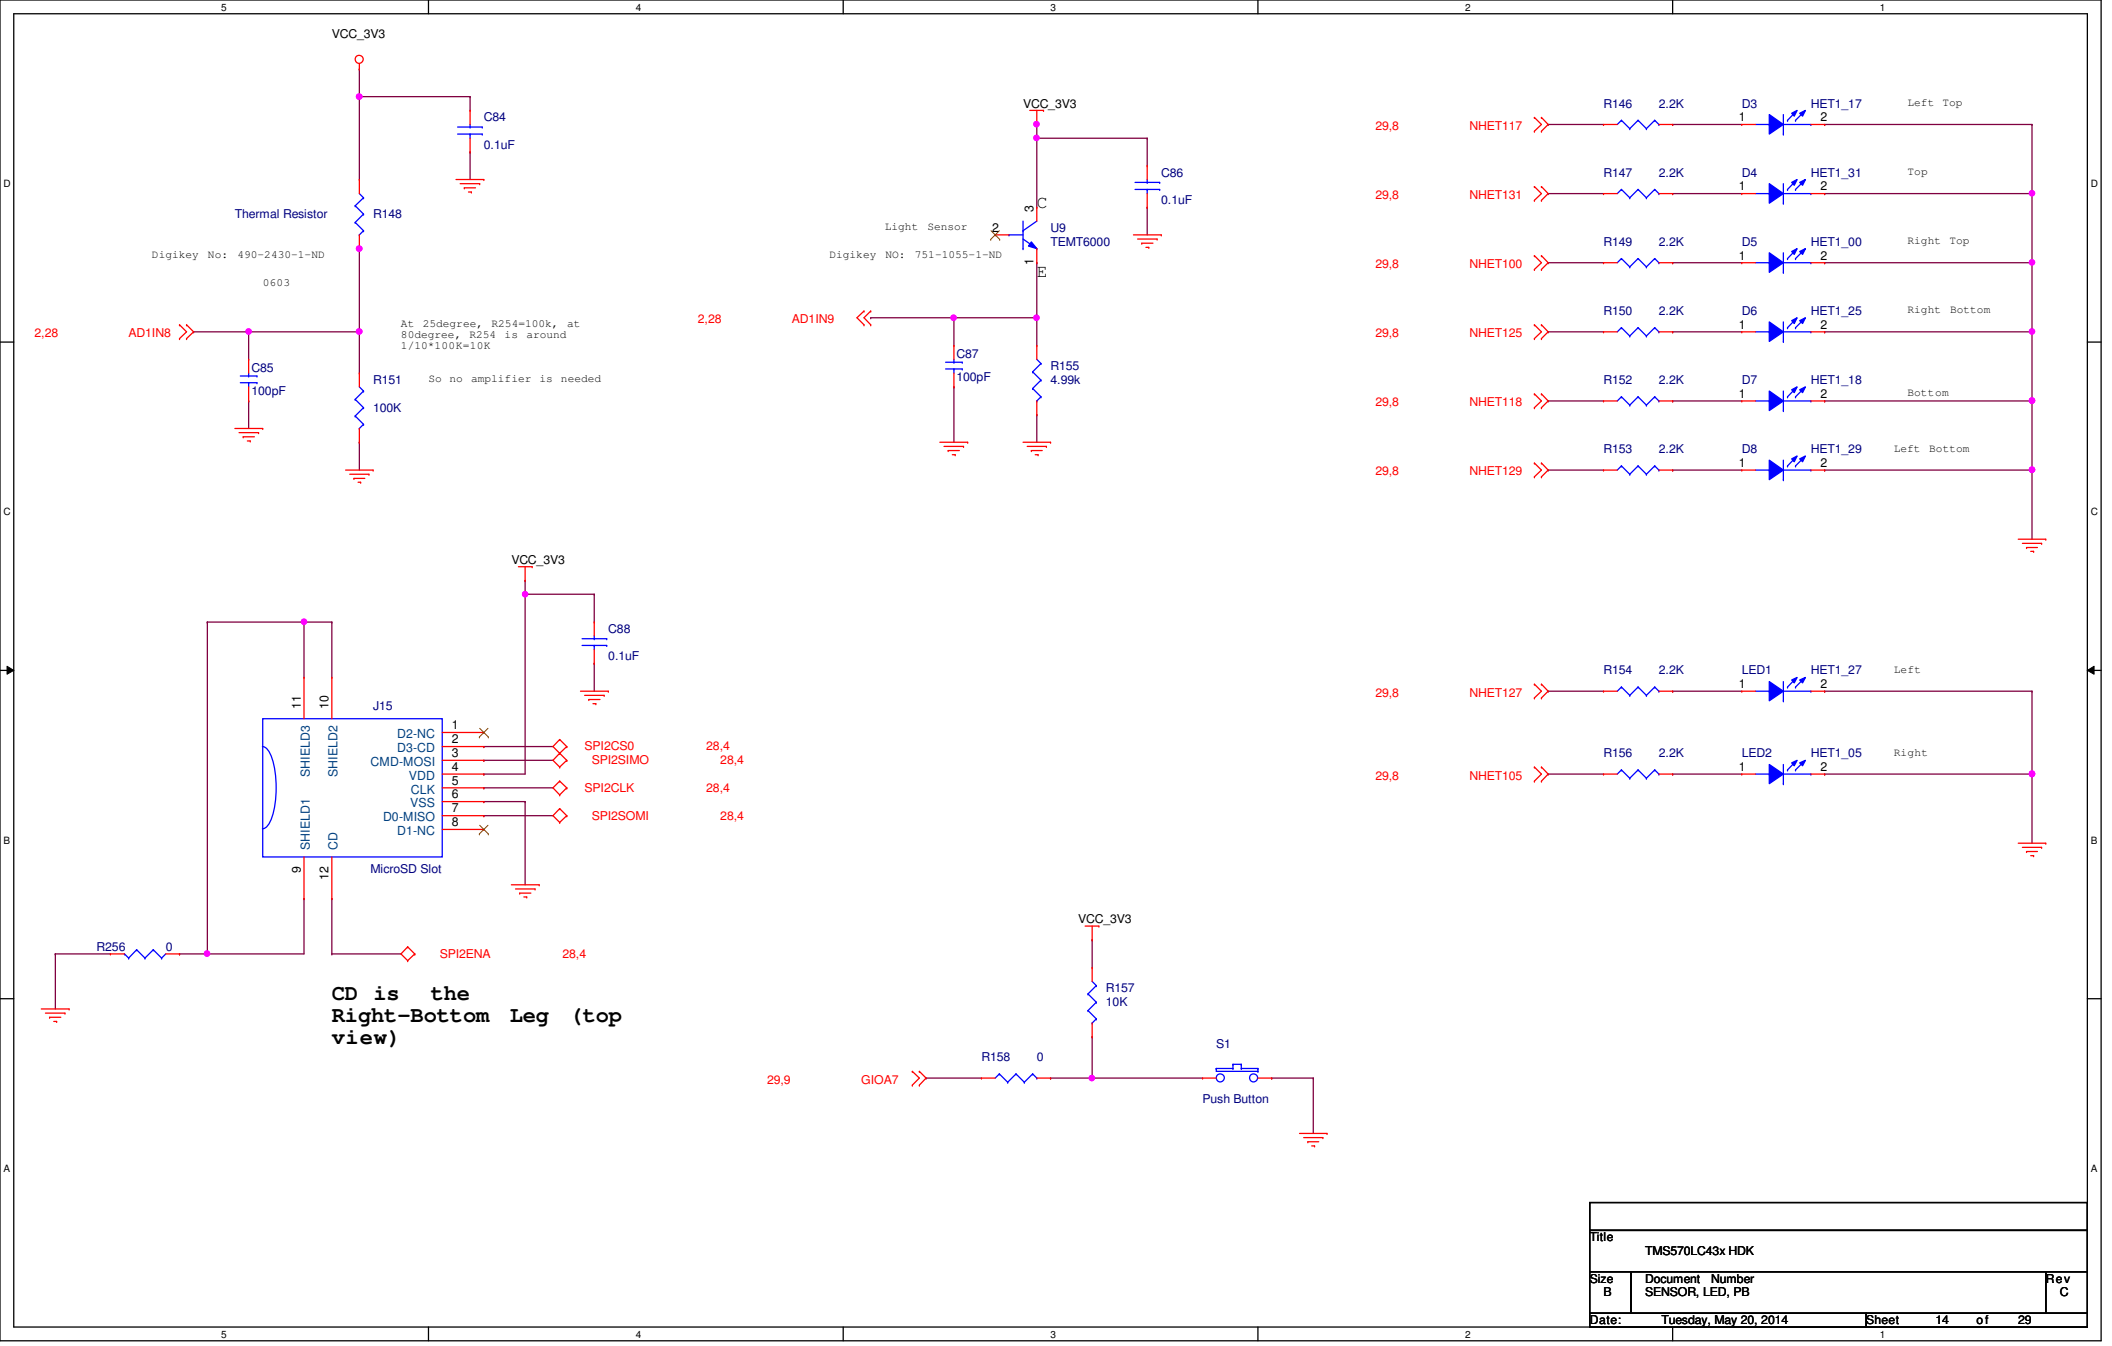 5 4 3 2 1
VCC_3V3
C84
0.1uF
Thermal Resistor
R148
Digikey No: 490-2430-1-ND
0603
2,28 AD1IN8
At 25degree, R254=100k, at
80degree, R254 is around
1/10*100K=10K
So no amplifier is needed
C85
100pF
R151
100K
VCC_3V3
C86
0.1uF
Light Sensor
2
3
C
U9
TEMT6000
Digikey NO: 751-1055-1-ND
1
E
2,28 AD1IN9
C87
100pF
R155
4.99k
29,8 NHET117 R146 2.2K D3 1 HET1_17 2 Left Top
29,8 NHET131 R147 2.2K D4 1 HET1_31 2 Top
29,8 NHET100 R149 2.2K D5 1 HET1_00 2 Right Top
29,8 NHET125 R150 2.2K D6 1 HET1_25 2 Right Bottom
29,8 NHET118 R152 2.2K D7 1 HET1_18 2 Bottom
29,8 NHET129 R153 2.2K D8 1 HET1_29 2 Left Bottom
D D
C C
VCC_3V3
C88
0.1uF
J15
11 10
SHIELD3 SHIELD2
D2-NC 1
D3-CD 2 SPI2CS0 28,4
CMD-MOSI 3 SPI2SIMO 28,4
VDD 4
CLK 5 SPI2CLK 28,4
VSS 6
D0-MISO 7 SPI2SOMI 28,4
D1-NC 8
SHIELD1 CD
9 12
MicroSD Slot
R256 0
SPI2ENA 28,4
CD is the
Right-Bottom Leg (top
view)
29,8 NHET127 R154 2.2K LED1 1 HET1_27 2 Left
29,8 NHET105 R156 2.2K LED2 1 HET1_05 2 Right
B B
VCC_3V3
R157
10K
S1
R158 0
29,9 GIOA7
Push Button
A A
Title
TMS570LC43x HDK
Size Document Number Rev
B SENSOR, LED, PB C
Date: Tuesday, May 20, 2014 Sheet 14 of 29
5 4 3 2 1